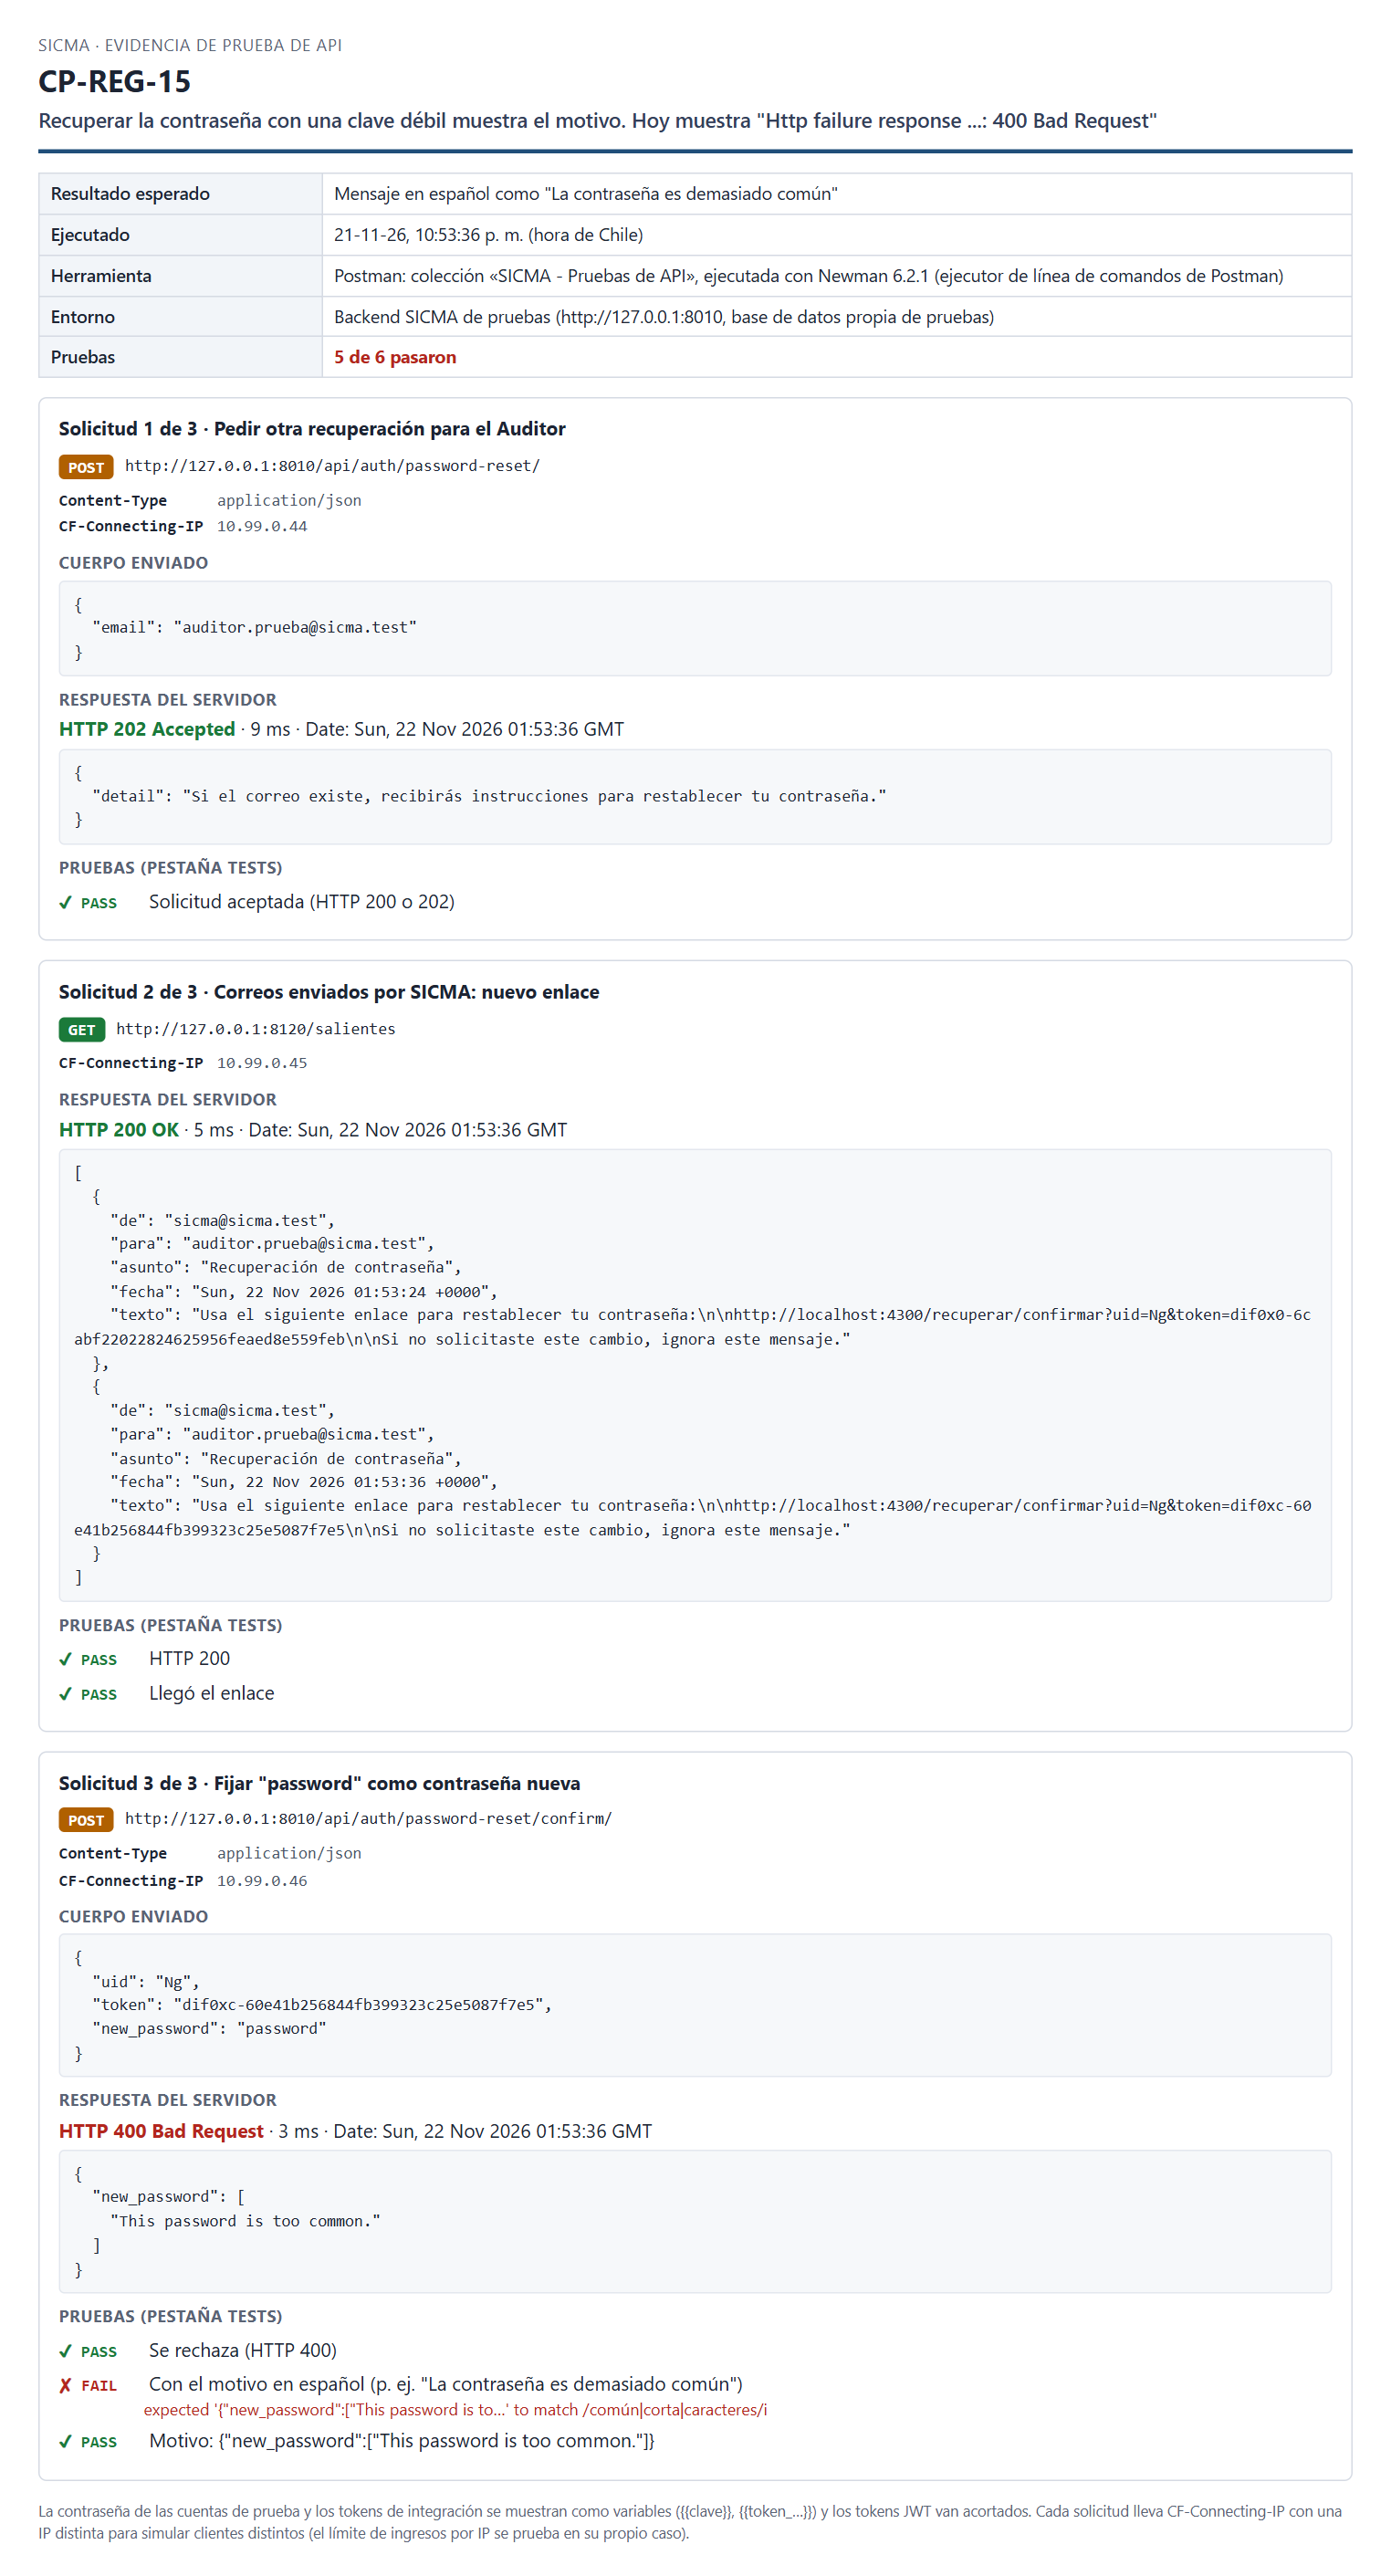 SICMA · EVIDENCIA DE PRUEBA DE API
CP-REG-15
Recuperar la contraseña con una clave débil muestra el motivo. Hoy muestra "Http failure response ...: 400 Bad Request"
Resultado esperado Mensaje en español como "La contraseña es demasiado común"
Ejecutado 21-11-26, 10:53:36 p. m. (hora de Chile)
Herramienta Postman: colección «SICMA - Pruebas de API», ejecutada con Newman 6.2.1 (ejecutor de línea de comandos de Postman)
Entorno Backend SICMA de pruebas (http://127.0.0.1:8010, base de datos propia de pruebas)
Pruebas 5 de 6 pasaron
Solicitud 1 de 3 · Pedir otra recuperación para el Auditor
POST http://127.0.0.1:8010/api/auth/password-reset/
Content-Type application/json
CF-Connecting-IP 10.99.0.44
CUERPO ENVIADO
{
"email": "auditor.prueba@sicma.test"
}
RESPUESTA DEL SERVIDOR
HTTP 202 Accepted · 9 ms · Date: Sun, 22 Nov 2026 01:53:36 GMT
{
"detail": "Si el correo existe, recibirás instrucciones para restablecer tu contraseña."
}
PRUEBAS (PESTAÑA TESTS)
✔ PASS Solicitud aceptada (HTTP 200 o 202)
Solicitud 2 de 3 · Correos enviados por SICMA: nuevo enlace
GET http://127.0.0.1:8120/salientes
CF-Connecting-IP 10.99.0.45
RESPUESTA DEL SERVIDOR
HTTP 200 OK · 5 ms · Date: Sun, 22 Nov 2026 01:53:36 GMT
[
{
"de": "sicma@sicma.test",
"para": "auditor.prueba@sicma.test",
"asunto": "Recuperación de contraseña",
"fecha": "Sun, 22 Nov 2026 01:53:24 +0000",
"texto": "Usa el siguiente enlace para restablecer tu contraseña:\n\nhttp://localhost:4300/recuperar/confirmar?uid=Ng&token=dif0x0-6c
abf22022824625956feaed8e559feb\n\nSi no solicitaste este cambio, ignora este mensaje."
},
{
"de": "sicma@sicma.test",
"para": "auditor.prueba@sicma.test",
"asunto": "Recuperación de contraseña",
"fecha": "Sun, 22 Nov 2026 01:53:36 +0000",
"texto": "Usa el siguiente enlace para restablecer tu contraseña:\n\nhttp://localhost:4300/recuperar/confirmar?uid=Ng&token=dif0xc-60
e41b256844fb399323c25e5087f7e5\n\nSi no solicitaste este cambio, ignora este mensaje."
}
]
PRUEBAS (PESTAÑA TESTS)
✔ PASS HTTP 200
✔ PASS Llegó el enlace
Solicitud 3 de 3 · Fijar "password" como contraseña nueva
POST http://127.0.0.1:8010/api/auth/password-reset/confirm/
Content-Type application/json
CF-Connecting-IP 10.99.0.46
CUERPO ENVIADO
{
"uid": "Ng",
"token": "dif0xc-60e41b256844fb399323c25e5087f7e5",
"new_password": "password"
}
RESPUESTA DEL SERVIDOR
HTTP 400 Bad Request · 3 ms · Date: Sun, 22 Nov 2026 01:53:36 GMT
{
"new_password": [
"This password is too common."
]
}
PRUEBAS (PESTAÑA TESTS)
✔ PASS Se rechaza (HTTP 400)
✘ FAIL Con el motivo en español (p. ej. "La contraseña es demasiado común")
expected '{"new_password":["This password is to...' to match /común|corta|caracteres/i
✔ PASS Motivo: {"new_password":["This password is too common."]}
La contraseña de las cuentas de prueba y los tokens de integración se muestran como variables ({{clave}}, {{token_...}}) y los tokens JWT van acortados. Cada solicitud lleva CF-Connecting-IP con una
IP distinta para simular clientes distintos (el límite de ingresos por IP se prueba en su propio caso).